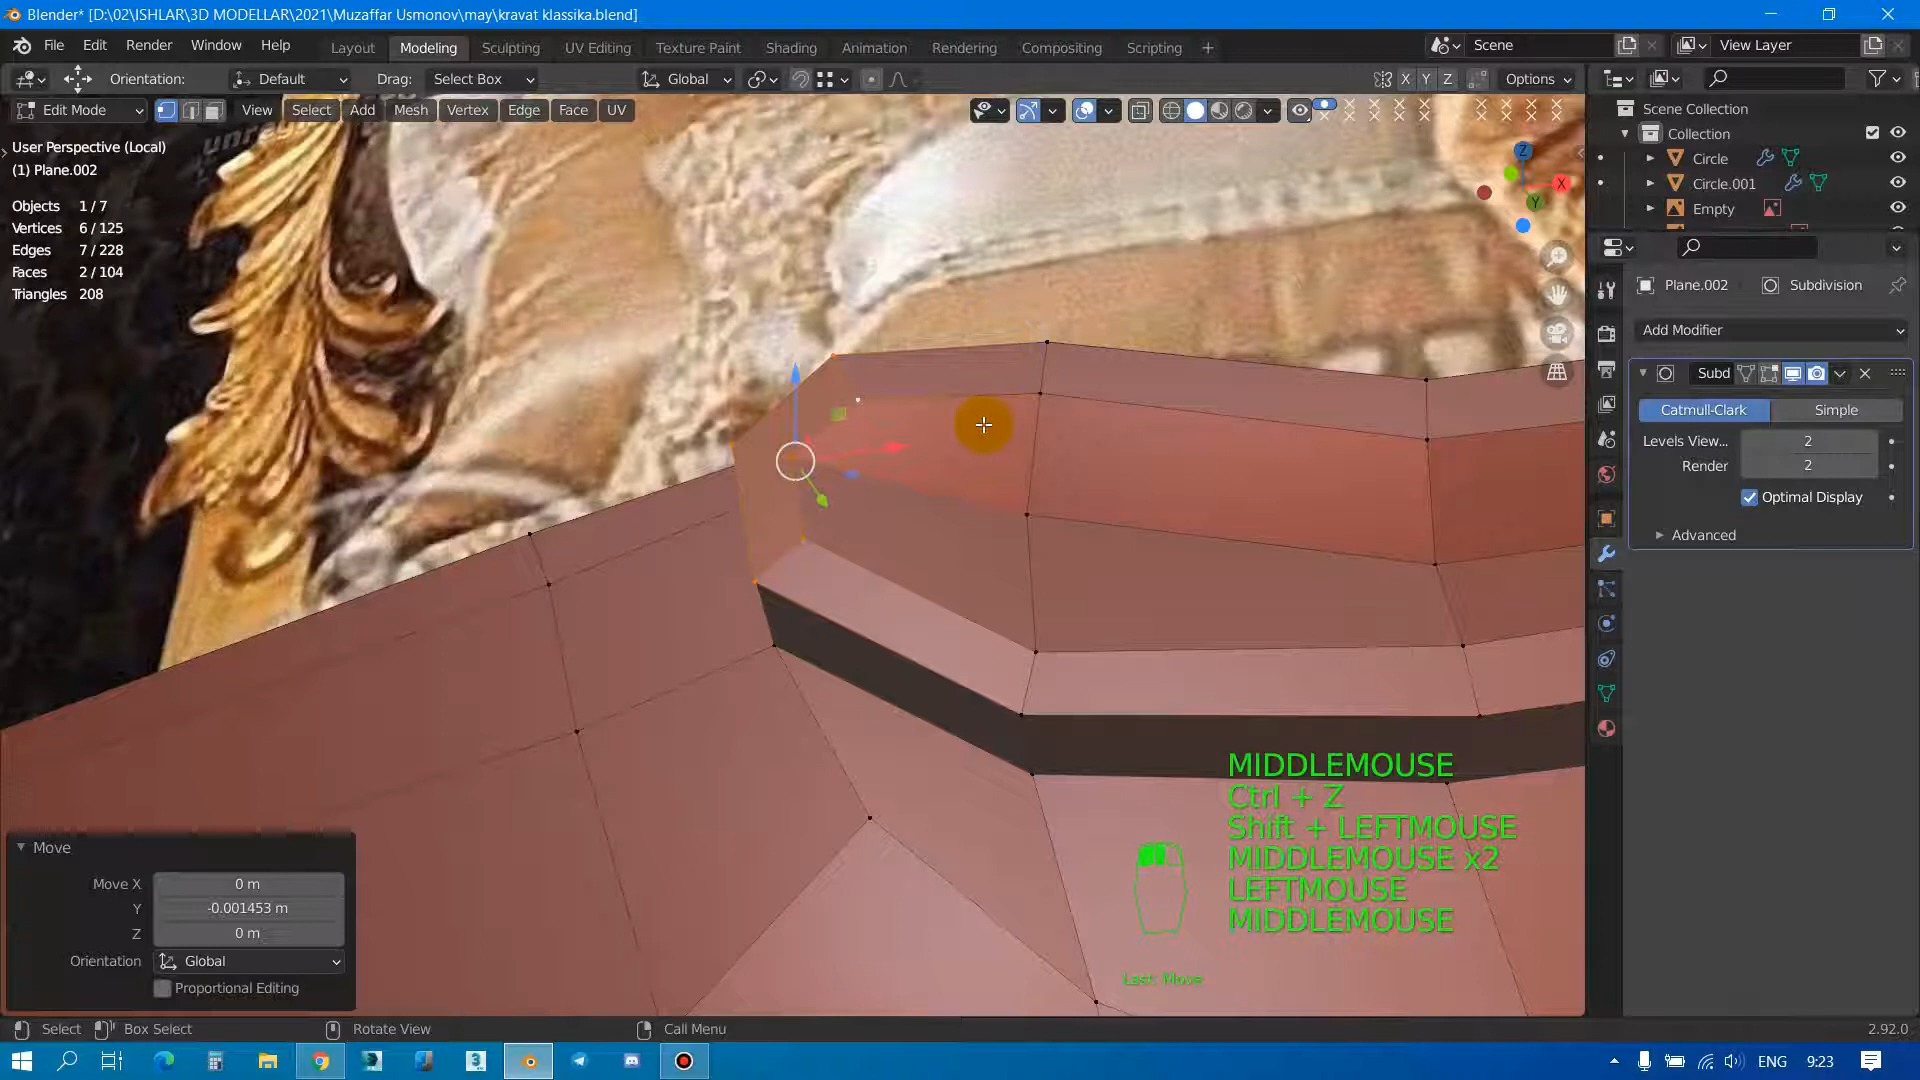 Blender* [D:\02\ISHLAR\3D MODELLAR\2021\Muzaffar Usmonov\may\kravat klassika.blend]
File Edit Render Window Help Layout Modeling Sculpting UV Editing Texture Paint Shading Animation Rendering Compositing Scripting + Scene View Layer
Orientation: Default Drag: Select Box Global X Y Z Options
Edit Mode View Select Add Mesh Vertex Edge Face UV
Scene Collection
Collection
Circle
Circle.001
Empty
User Perspective (Local)
(1) Plane.002
Objects 1 / 7
Vertices 6 / 125
Edges 7 / 228
Faces 2 / 104
Triangles 208
Z
X
Y
Plane.002 Subdivision
Add Modifier
Subd
Catmull-Clark Simple
Levels View... 2
Render 2
Optimal Display
Advanced
MIDDLEMOUSE
Ctrl + Z
Shift + LEFTMOUSE
MIDDLEMOUSE x2
LEFTMOUSE
MIDDLEMOUSE
Last: Move
Move
Move X 0 m
Y -0.001453 m
Z 0 m
Orientation Global
Proportional Editing
Select Box Select Rotate View Call Menu 2.92.0
ENG 9:23